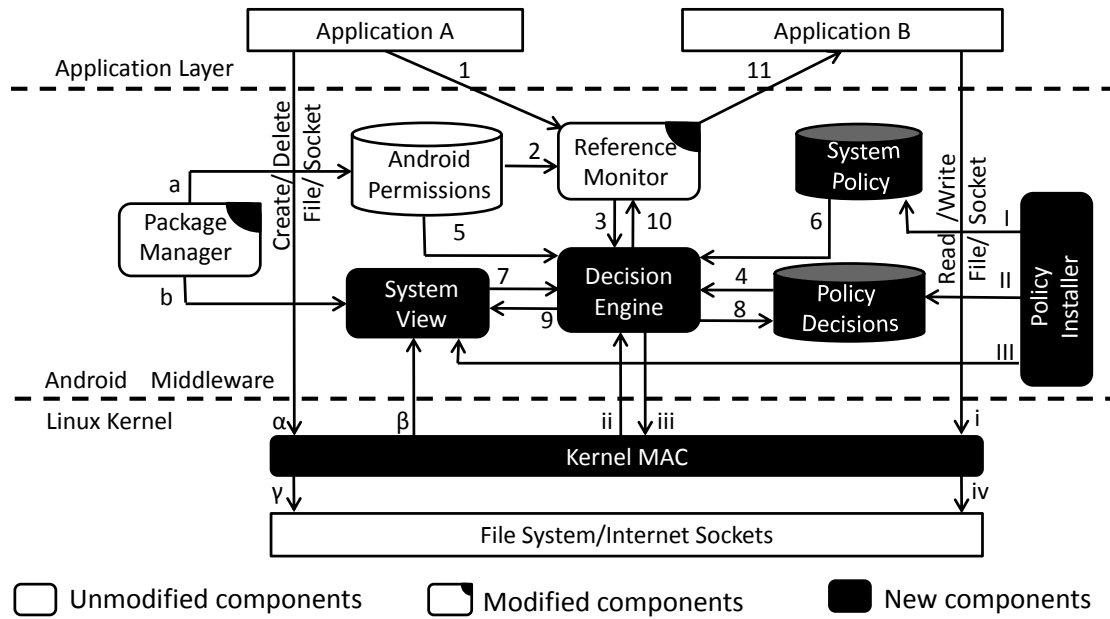 Application A
Application B
Application Layer
1
11
Create/ Delete
File/ Socket
Android
Permissions
2
Reference
Monitor
System
Policy
Read /Write
File/ Socket
a
Package
Manager
b
5
3
10
6
I
System
View
7
9
Decision
Engine
4
8
Policy
Decisions
II
III
Policy
Installer
Android Middleware
Linux Kernel
α
β
ii
iii
i
Kernel MAC
γ
iv
File System/Internet Sockets
Unmodified components
Modified components
New components